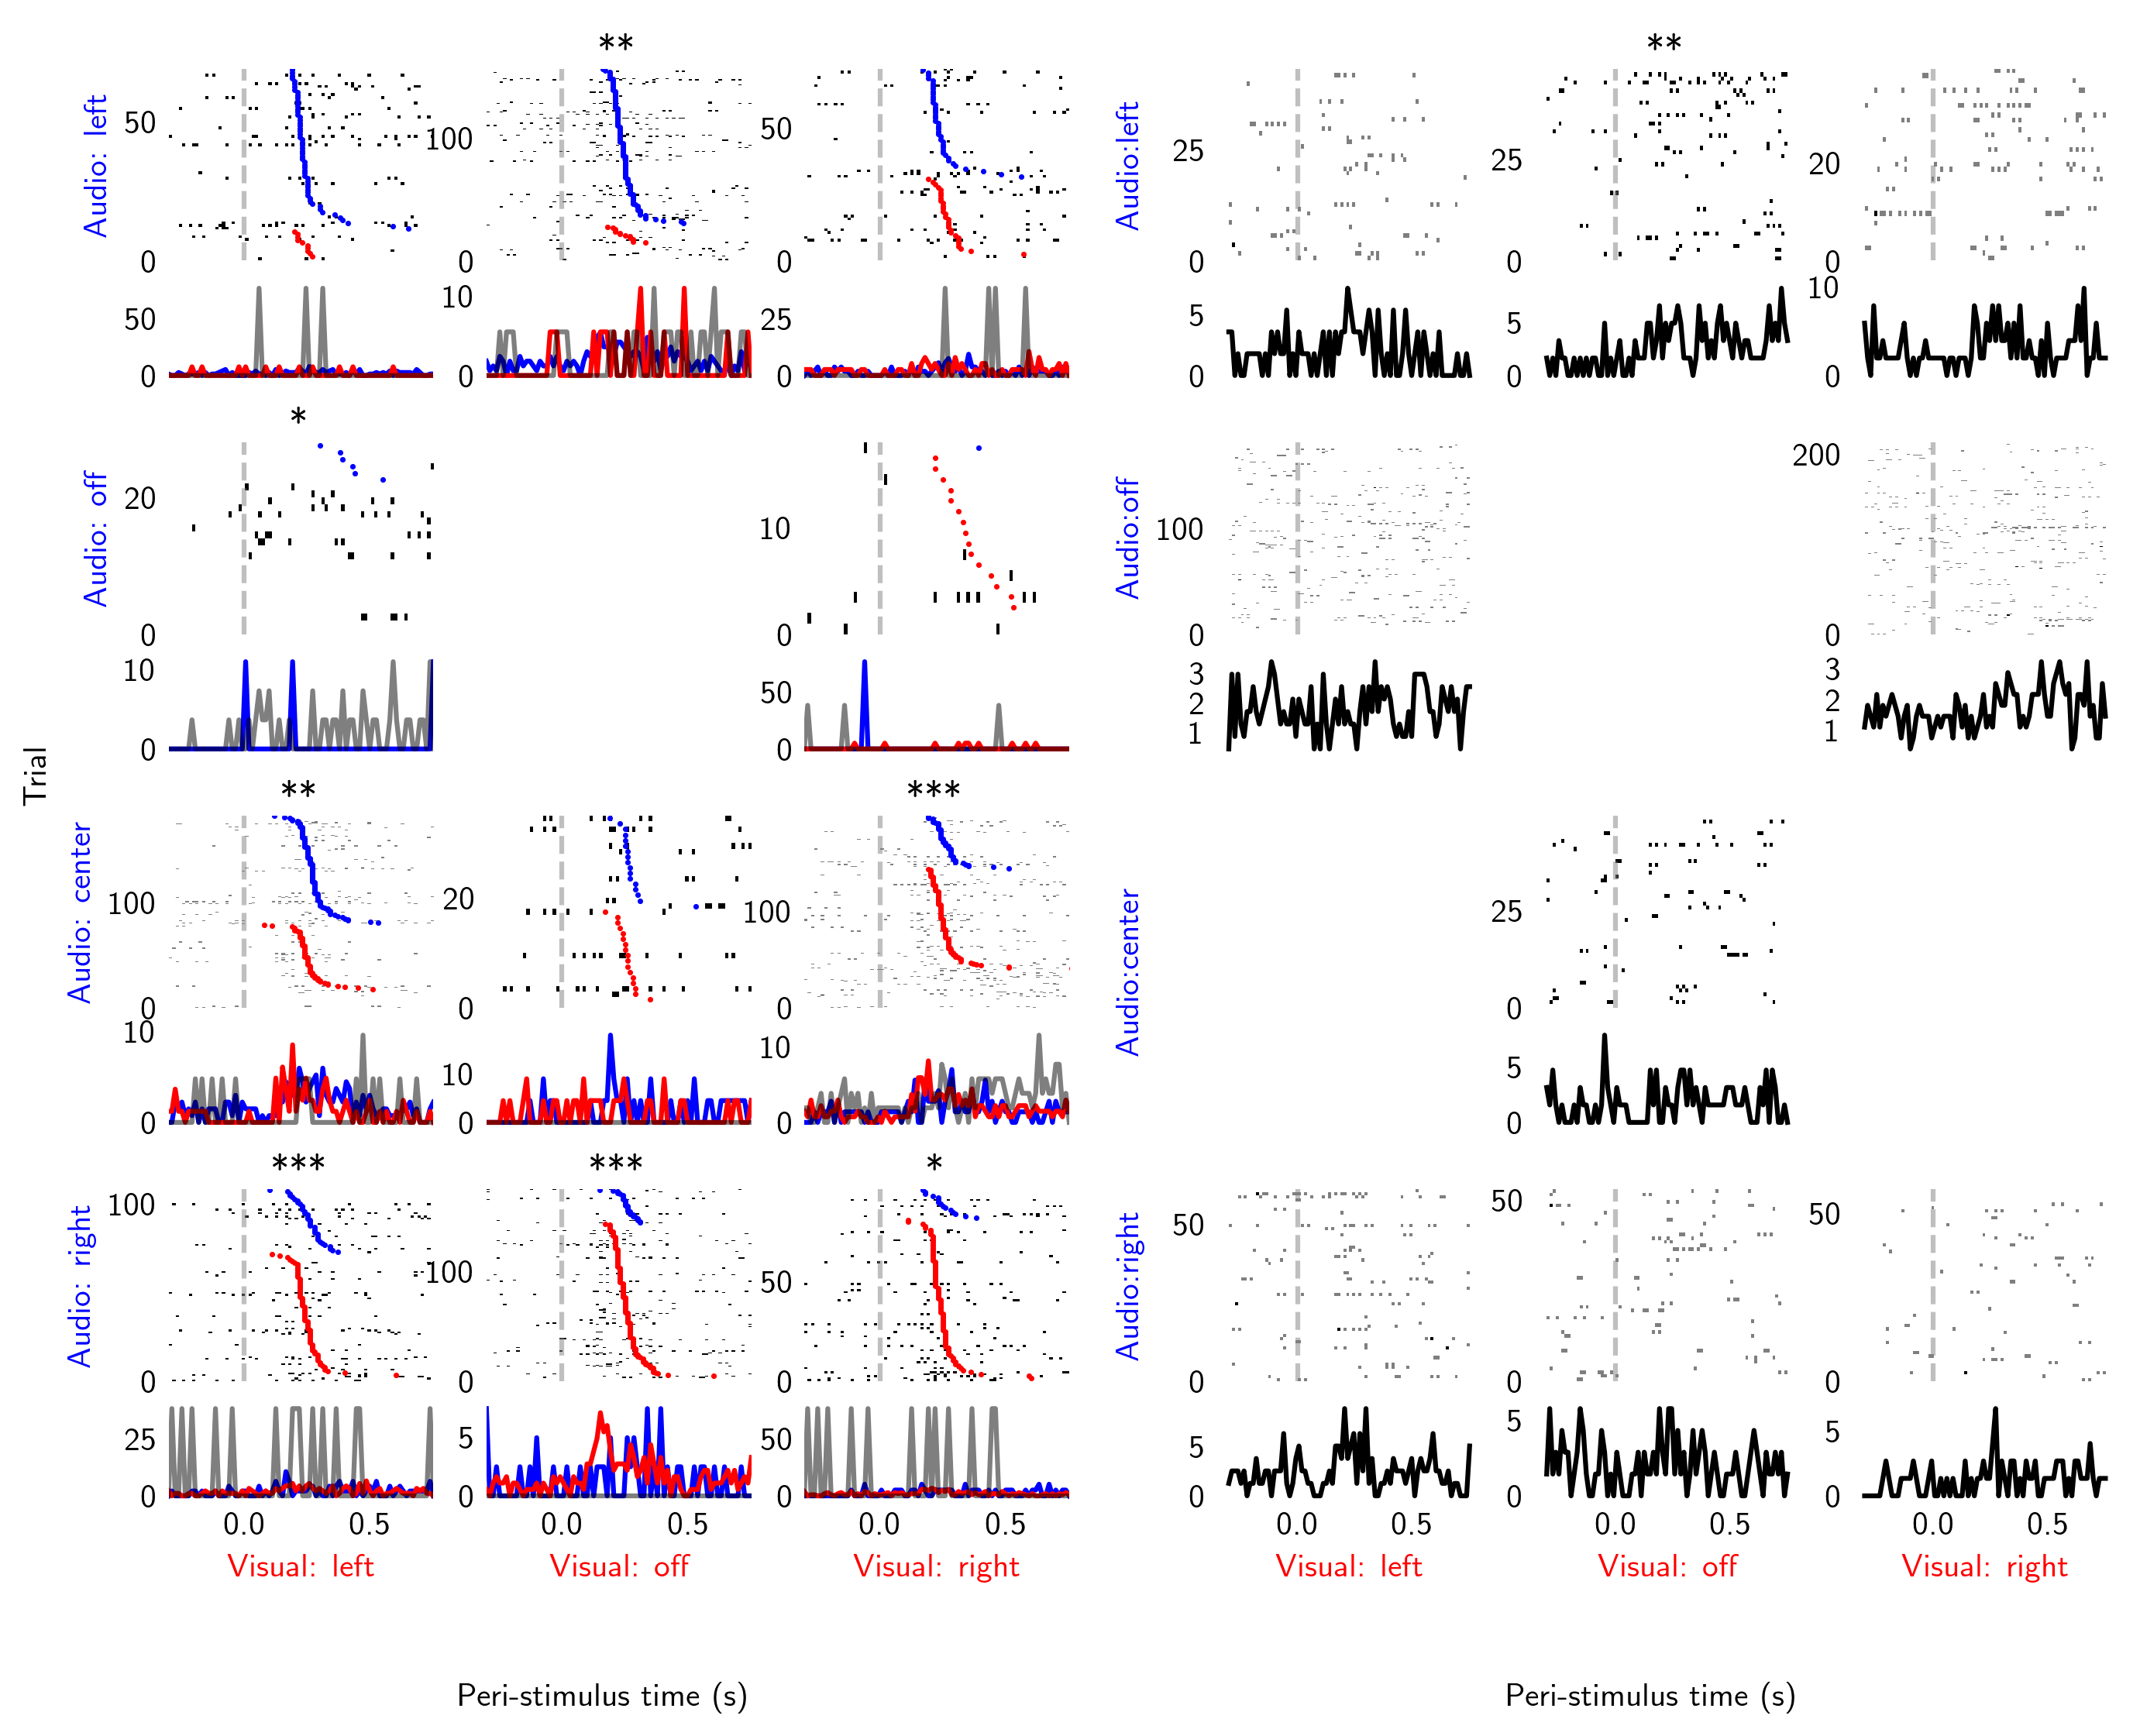 ** **
Audio: left 50 0 100 0 50 0 Audio:left 25 0 25 0 20 0
50 0 10 0 25 0 5 0 5 0 10 0
*
Audio: off 20 0 10 0 Audio:off 100 0 200 0
10 0 50 0 3 2 1 3 2 1
Trial
** ***
Audio: center 100 0 20 0 100 0 Audio:center 25 0
10 0 10 0 10 0 5 0
*** *** *
Audio: right 100 0 100 0 50 0 Audio:right 50 0 50 0 50 0
25 0 5 0 50 0 5 0 5 0 5 0
0.0 0.5 0.0 0.5 0.0 0.5 0.0 0.5 0.0 0.5 0.0 0.5
Visual: left Visual: off Visual: right Visual: left Visual: off Visual: right
Peri-stimulus time (s) Peri-stimulus time (s)